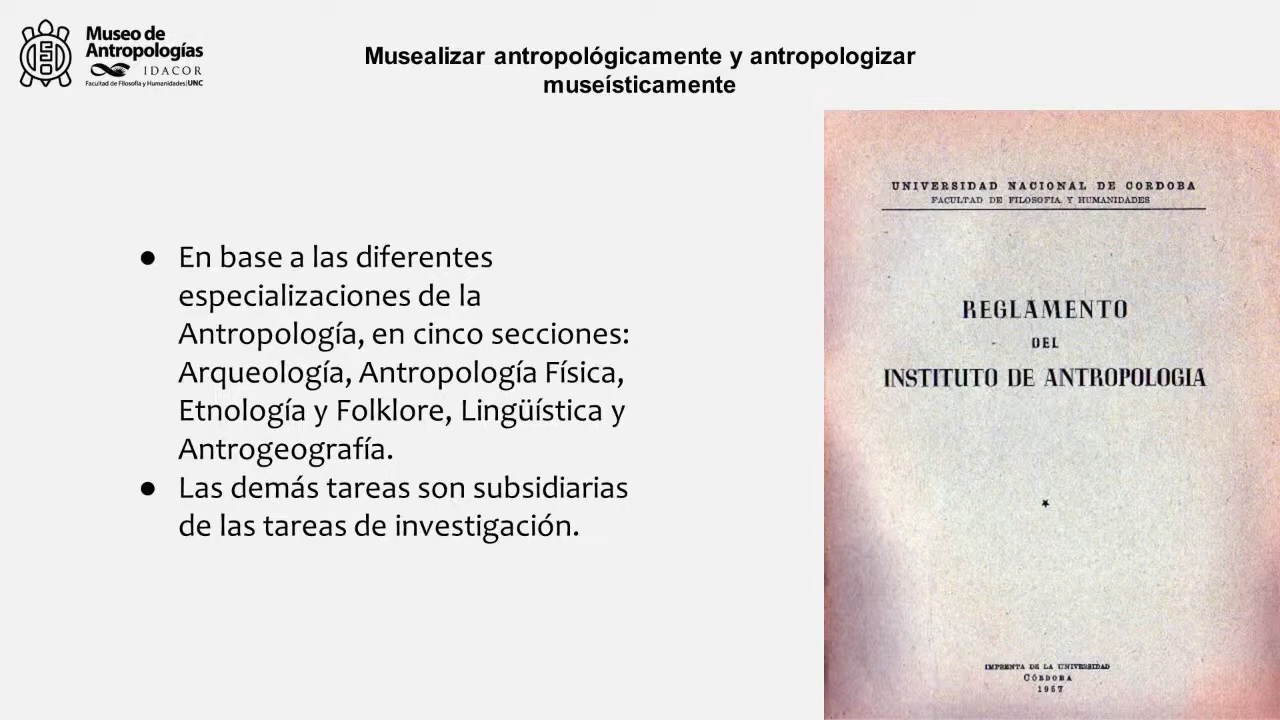 Museo de
Antropologías
IDACOR
Facultad de Filosofía y Humanidades|UNC
Musealizar antropológicamente y antropologizar
museísticamente
● En base a las diferentes
especializaciones de la
Antropología, en cinco secciones:
Arqueología, Antropología Física,
Etnología y Folklore, Lingüística y
Antrogeografía.
● Las demás tareas son subsidiarias
de las tareas de investigación.
UNIVERSIDAD NACIONAL DE CORDOBA
FACULTAD DE FILOSOFIA Y HUMANIDADES
REGLAMENTO
DEL
INSTITUTO DE ANTROPOLOGIA
IMPRENTA DE LA UNIVERSIDAD
CÓRDOBA
1957